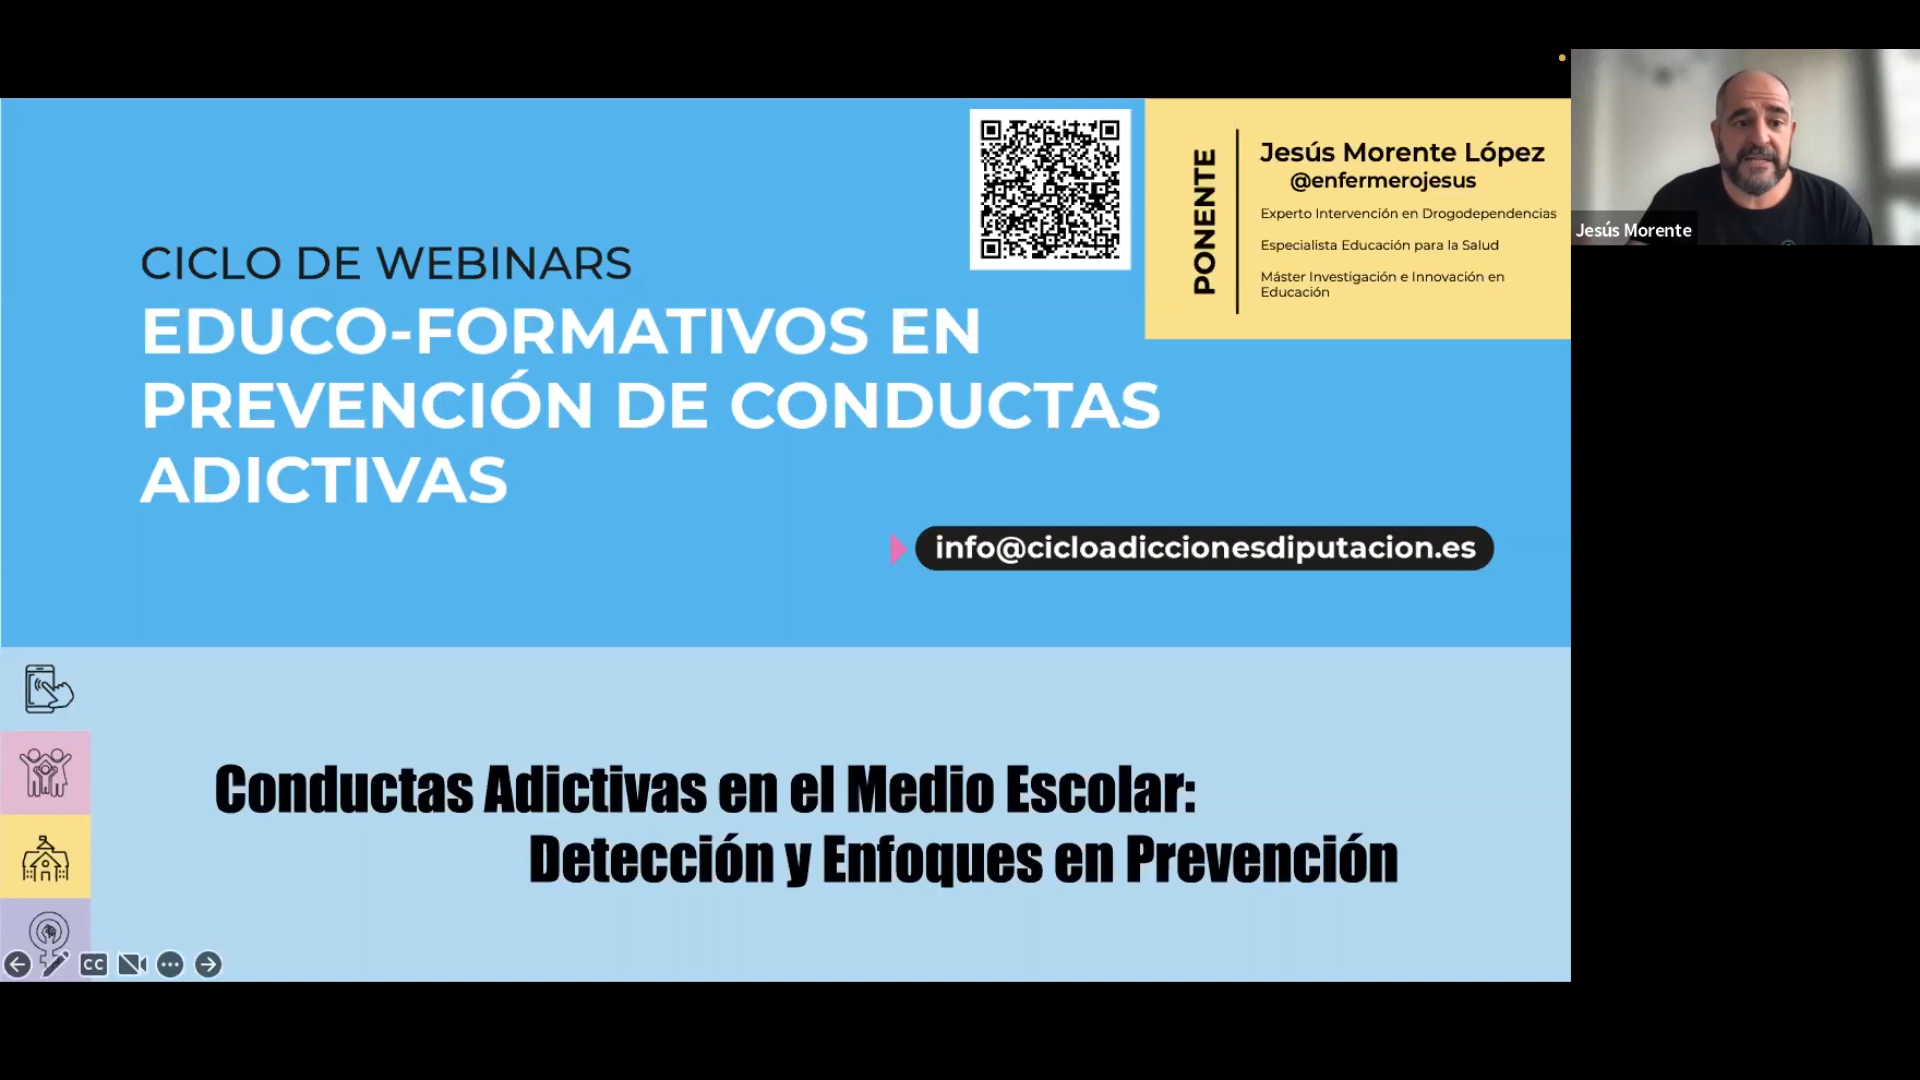 CICLO DE WEBINARS
EDUCO-FORMATIVOS EN
PREVENCIÓN DE CONDUCTAS
ADICTIVAS
PONENTE
Jesús Morente López
@enfermerojesus
Experto Intervención en Drogodependencias
Especialista Educación para la Salud
Máster Investigación e Innovación en
Educación
Jesús Morente
info@cicloadiccionesdiputacion.es
Conductas Adictivas en el Medio Escolar:
Detección y Enfoques en Prevención
CC